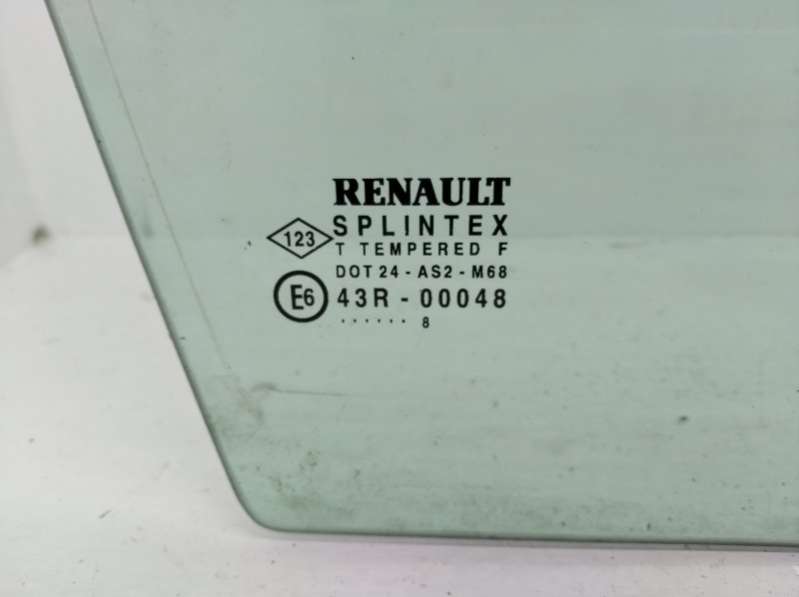 RENAULT
SPLINTEX
123
T TEMPERED F
DOT 24 - AS2 - M68
E6 43R - 00048
...... 8